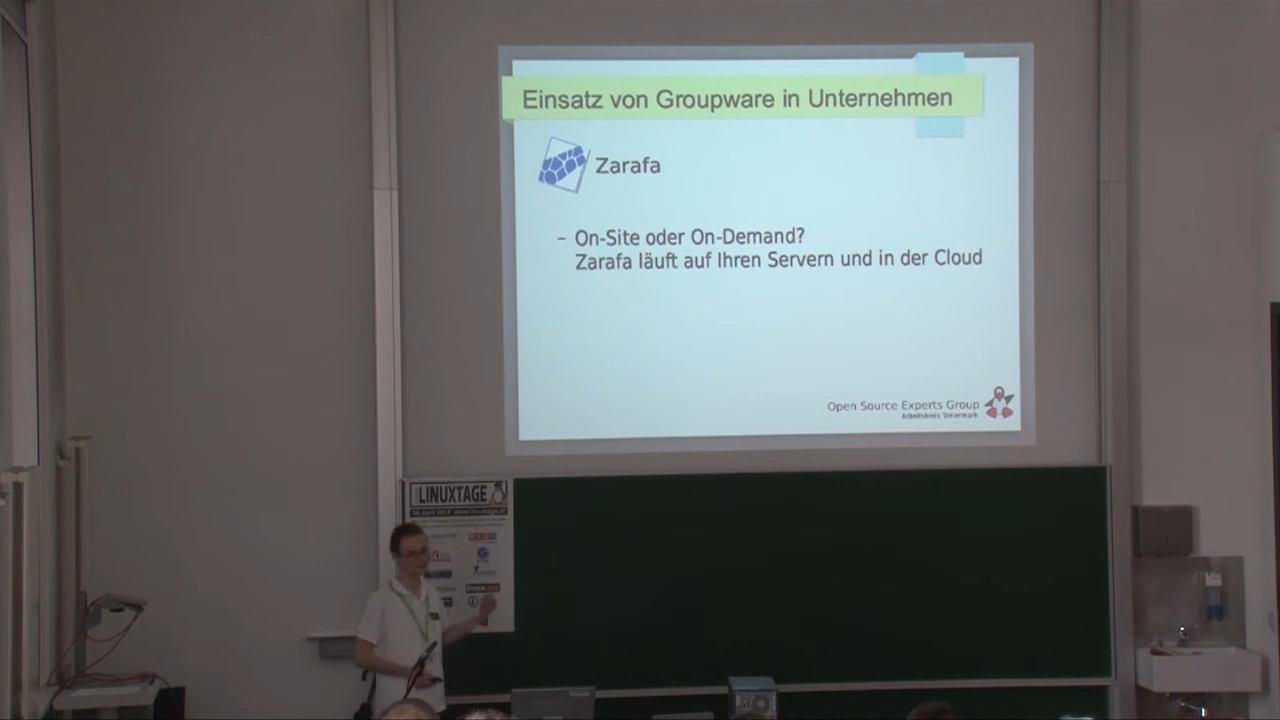 Einsatz von Groupware in Unternehmen
Zarafa
– On-Site oder On-Demand?
Zarafa läuft auf Ihren Servern und in der Cloud
Open Source Experts Group
Arbeitskreis Steiermark
LINUXTAGE